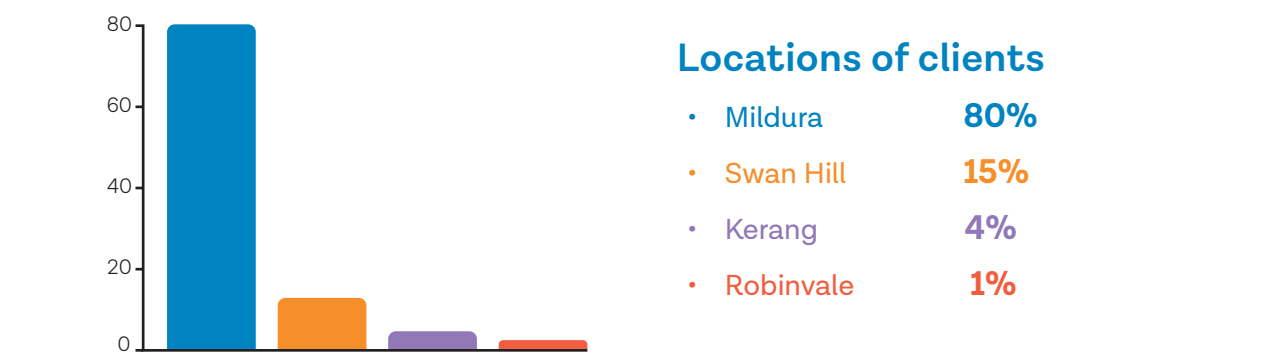 80
60
40
20
0
Locations of clients
• Mildura 80%
• Swan Hill 15%
• Kerang 4%
• Robinvale 1%